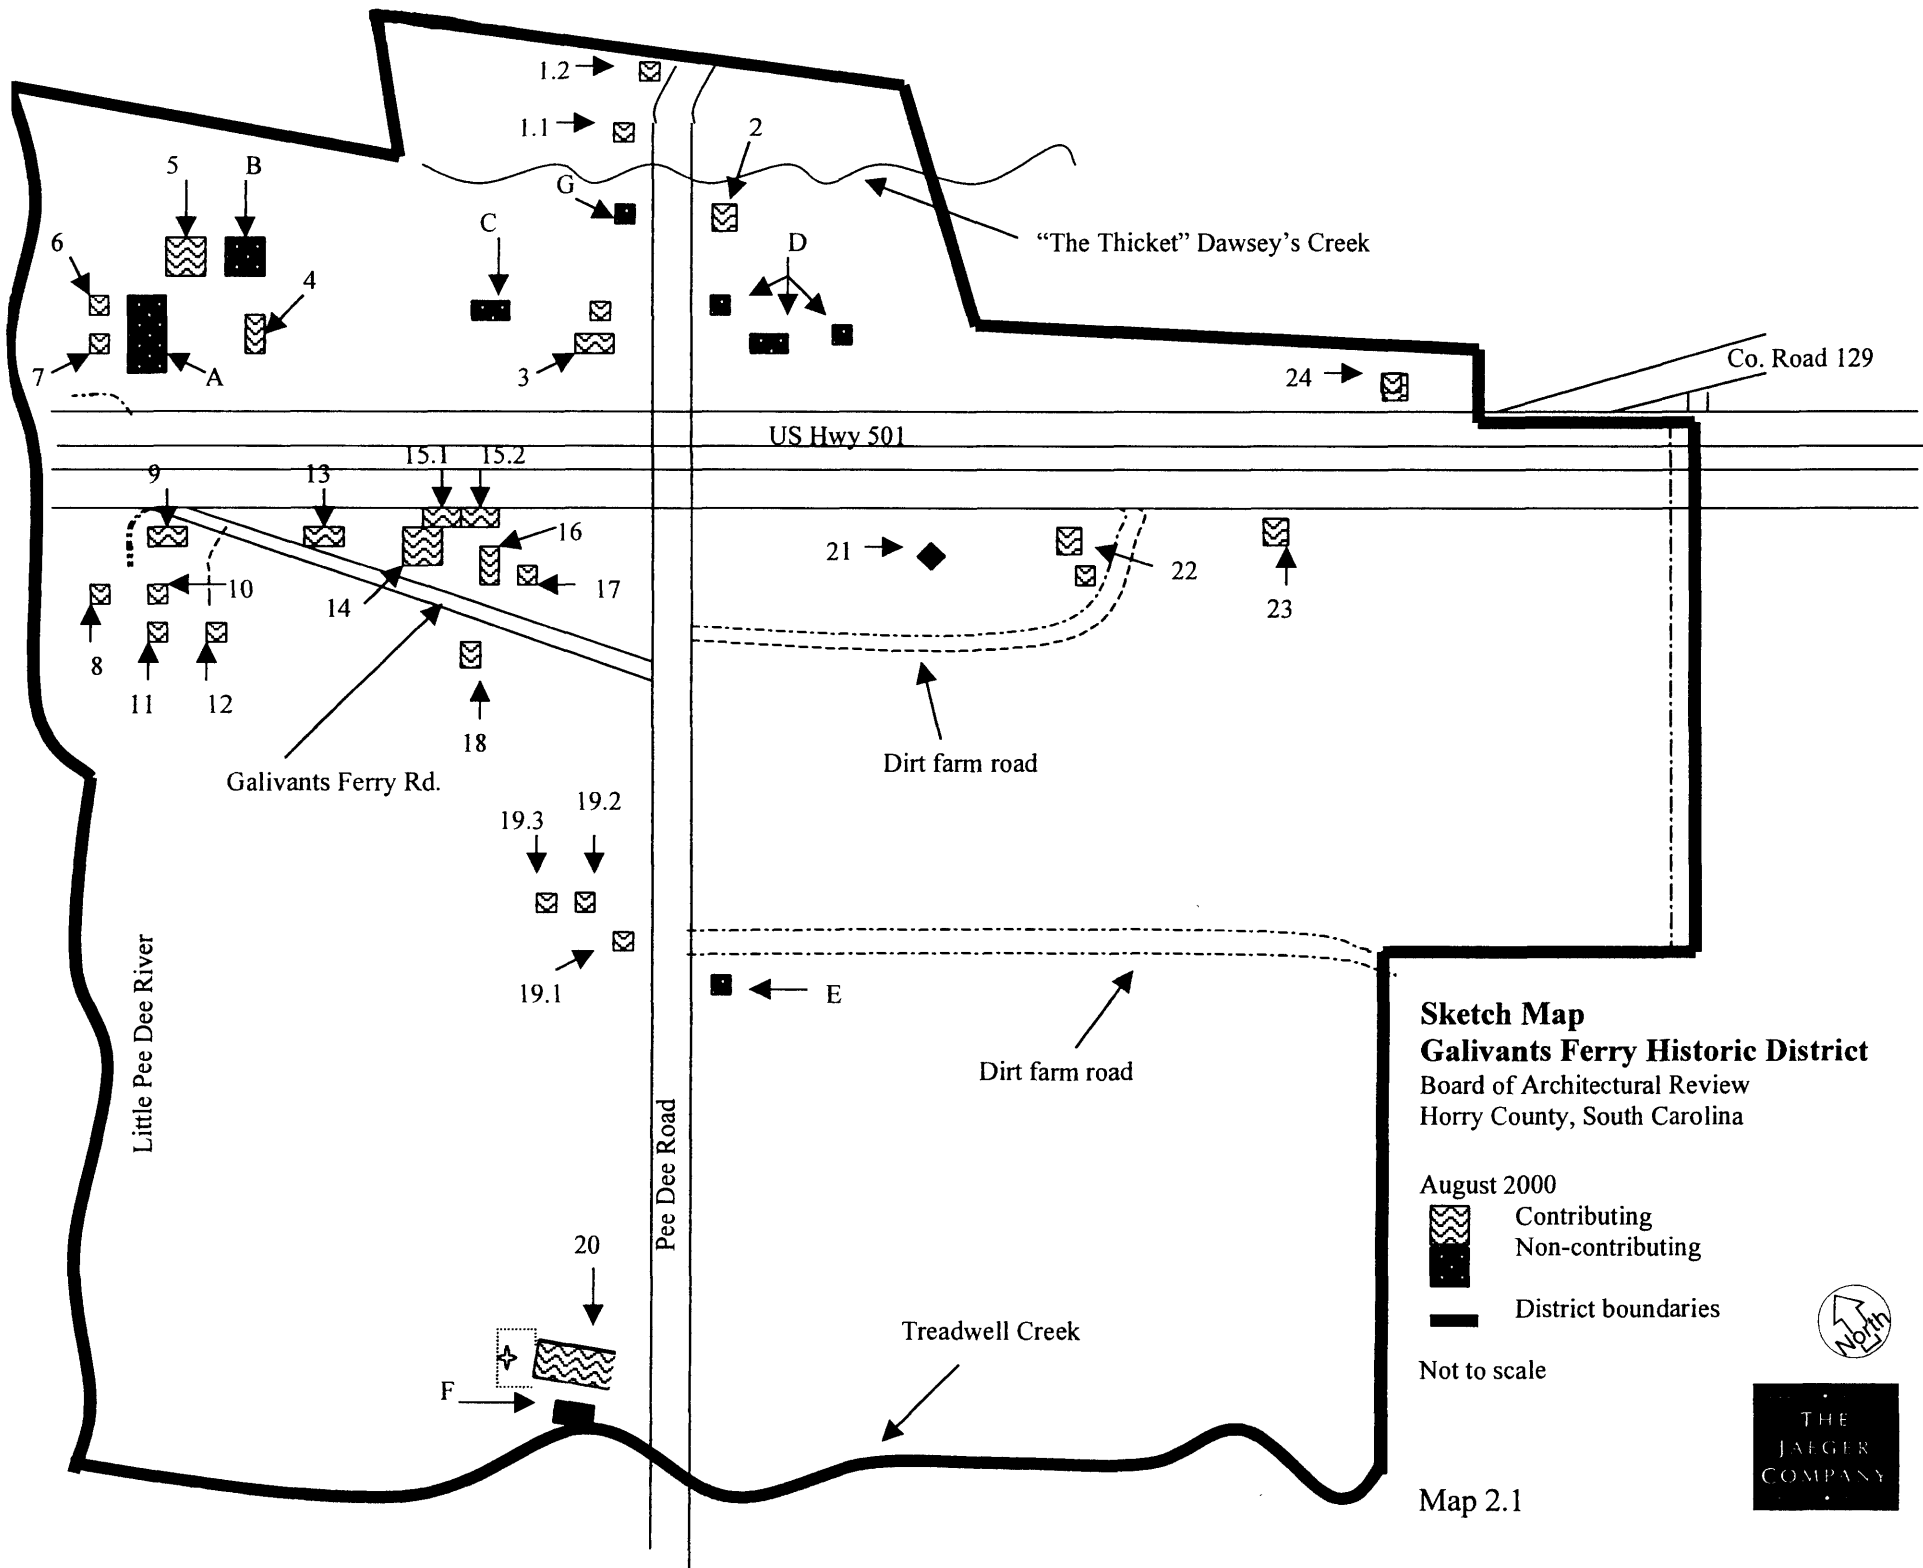 1.2
1.1
2
5
B
G
C
D
6
4
"The Thicket" Dawsey's Creek
7
A
3
24
Co. Road 129
US Hwy 501
15.1
15.2
9
13
16
21
22
10
14
17
23
8
11
12
18
Galivants Ferry Rd.
Dirt farm road
19.3
19.2
19.1
E
Little Pee Dee River
Pee Dee Road
Dirt farm road
20
F
Treadwell Creek
Sketch Map
Galivants Ferry Historic District
Board of Architectural Review
Horry County, South Carolina
August 2000
Contributing
Non-contributing
District boundaries
North
Not to scale
THE
JAEGER
COMPANY
Map 2.1